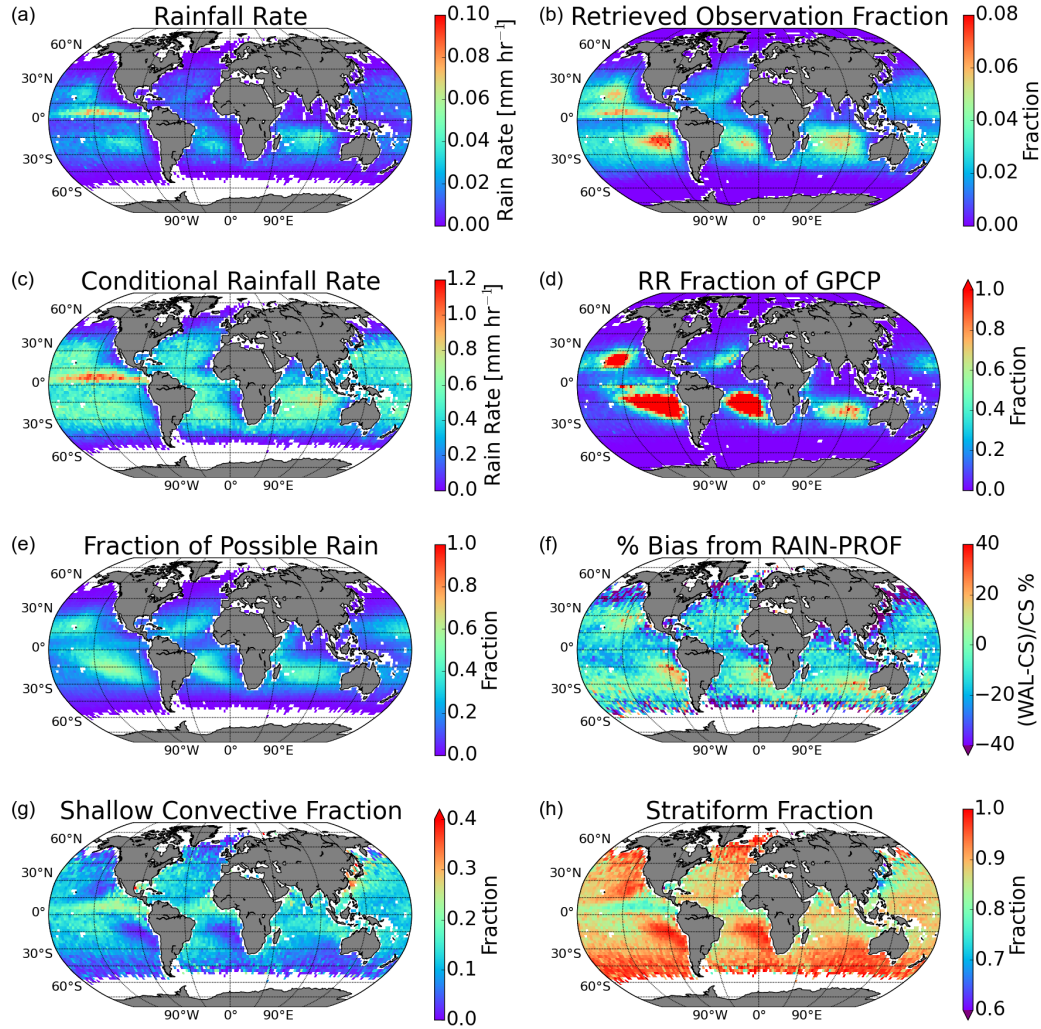 (a) Rainfall Rate
60°N
30°N
0°
30°S
60°S
90°W 0° 90°E
0.10
0.08
0.06
0.04
0.02
0.00
Rain Rate [mm hr⁻¹]
(b) Retrieved Observation Fraction
60°N
30°N
0°
30°S
60°S
90°W 0° 90°E
0.08
0.06
0.04
0.02
0.00
Fraction
(c) Conditional Rainfall Rate
60°N
30°N
0°
30°S
60°S
90°W 0° 90°E
1.2
1.0
0.8
0.6
0.4
0.2
0.0
Rain Rate [mm hr⁻¹]
(d) RR Fraction of GPCP
60°N
30°N
0°
30°S
60°S
90°W 0° 90°E
1.0
0.8
0.6
0.4
0.2
0.0
Fraction
(e) Fraction of Possible Rain
60°N
30°N
0°
30°S
60°S
90°W 0° 90°E
1.0
0.8
0.6
0.4
0.2
0.0
Fraction
(f) % Bias from RAIN-PROF
60°N
30°N
0°
30°S
60°S
90°W 0° 90°E
40
20
0
−20
−40
(WAL-CS)/CS %
(g) Shallow Convective Fraction
60°N
30°N
0°
30°S
60°S
90°W 0° 90°E
0.4
0.3
0.2
0.1
0.0
Fraction
(h) Stratiform Fraction
60°N
30°N
0°
30°S
60°S
90°W 0° 90°E
1.0
0.9
0.8
0.7
0.6
Fraction